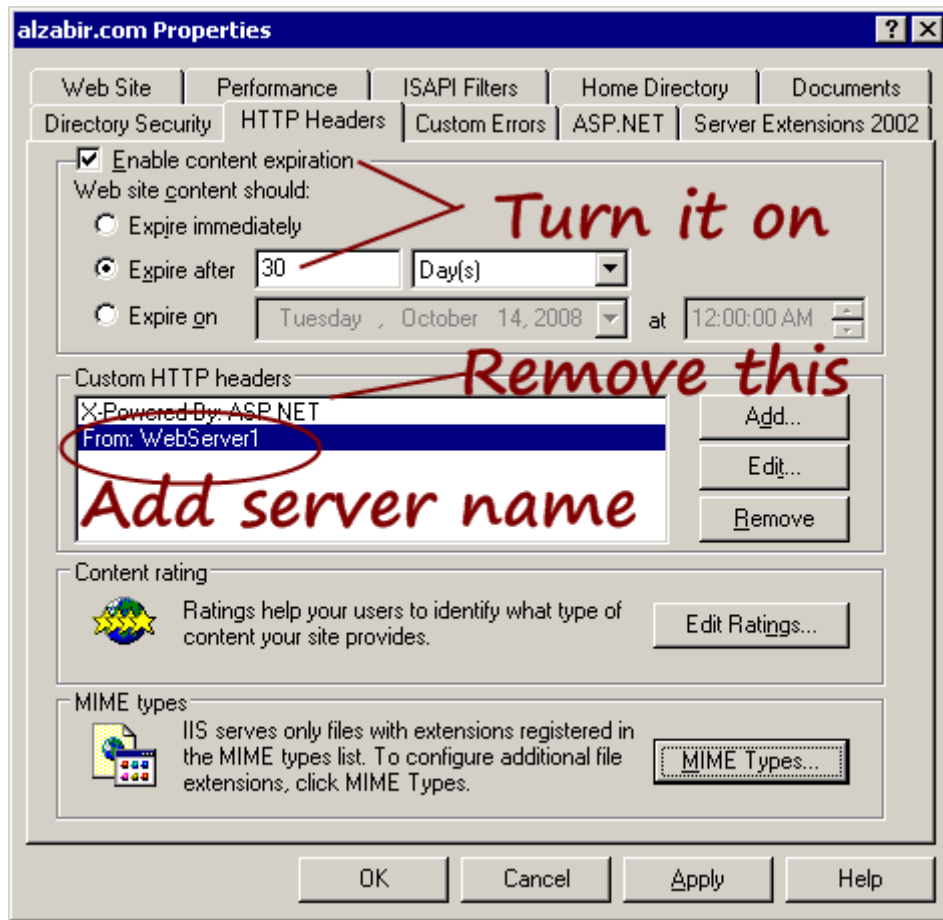 alzabir.com Properties
Web Site Performance ISAPI Filters Home Directory Documents
Directory Security HTTP Headers Custom Errors ASP.NET Server Extensions 2002
Enable content expiration
Web site content should:
Expire immediately
Turn it on
Expire after 30 Day(s)
Expire on Tuesday , October 14, 2008 at 12:00:00 AM
Custom HTTP headers
Remove this
X-Powered-By: ASP.NET
From: WebServer1
Add...
Edit...
Add server name
Remove
Content rating
Ratings help your users to identify what type of
content your site provides.
Edit Ratings...
MIME types
IIS serves only files with extensions registered in
the MIME types list. To configure additional file
extensions, click MIME Types.
MIME Types...
OK Cancel Apply Help